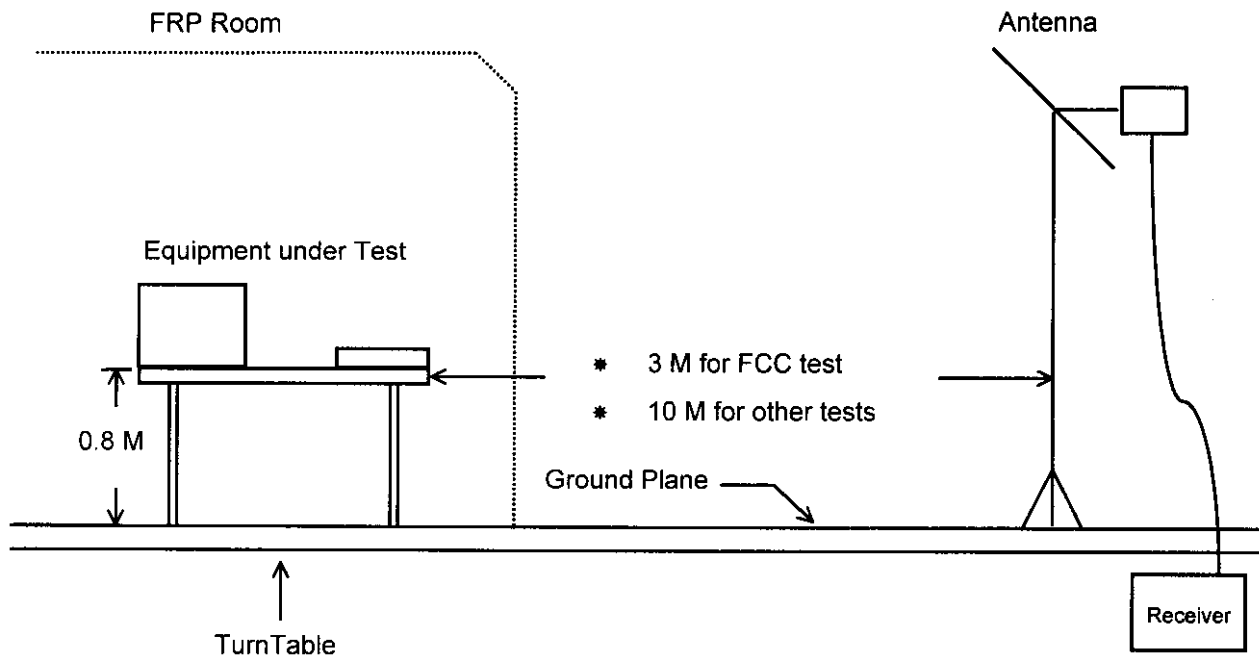 FRP Room
Antenna
Equipment under Test
* 3 M for FCC test
* 10 M for other tests
0.8 M
Ground Plane
Receiver
TurnTable